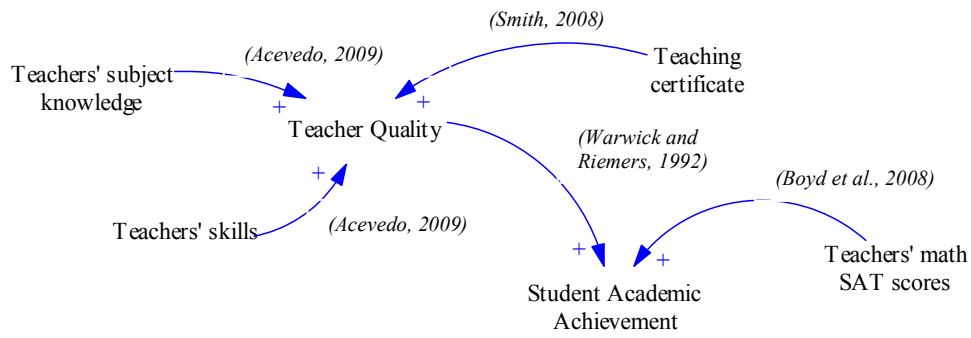 (Smith, 2008)
(Acevedo, 2009)
Teaching
certificate
Teachers' subject
knowledge
+
+
Teacher Quality
(Warwick and
Riemers, 1992)
+
(Boyd et al., 2008)
Teachers' skills
(Acevedo, 2009)
+
+
Teachers' math
SAT scores
Student Academic
Achievement